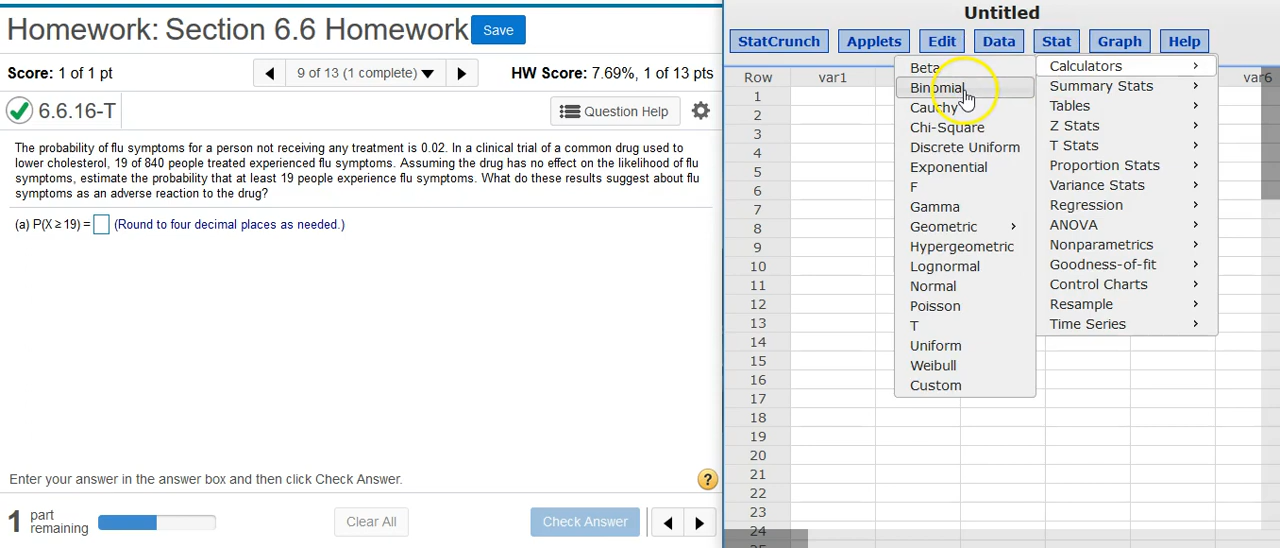 Homework: Section 6.6 Homework
Save
Score: 1 of 1 pt
9 of 13 (1 complete)
HW Score: 7.69%, 1 of 13 pts
6.6.16-T
Question Help
The probability of flu symptoms for a person not receiving any treatment is 0.02. In a clinical trial of a common drug used to
lower cholesterol, 19 of 840 people treated experienced flu symptoms. Assuming the drug has no effect on the likelihood of flu
symptoms, estimate the probability that at least 19 people experience flu symptoms. What do these results suggest about flu
symptoms as an adverse reaction to the drug?
(a) P(X ≥ 19) = (Round to four decimal places as needed.)
Enter your answer in the answer box and then click Check Answer.
?
1 part
remaining
Clear All
Check Answer
Untitled
StatCrunch Applets Edit Data Stat Graph Help
Row var1 var6
1
2
3
4
5
6
7
8
9
10
11
12
13
14
15
16
17
18
19
20
21
22
23
24
Beta
Binomial
Cauchy
Chi-Square
Discrete Uniform
Exponential
F
Gamma
Geometric
Hypergeometric
Lognormal
Normal
Poisson
T
Uniform
Weibull
Custom
Calculators
Summary Stats
Tables
Z Stats
T Stats
Proportion Stats
Variance Stats
Regression
ANOVA
Nonparametrics
Goodness-of-fit
Control Charts
Resample
Time Series